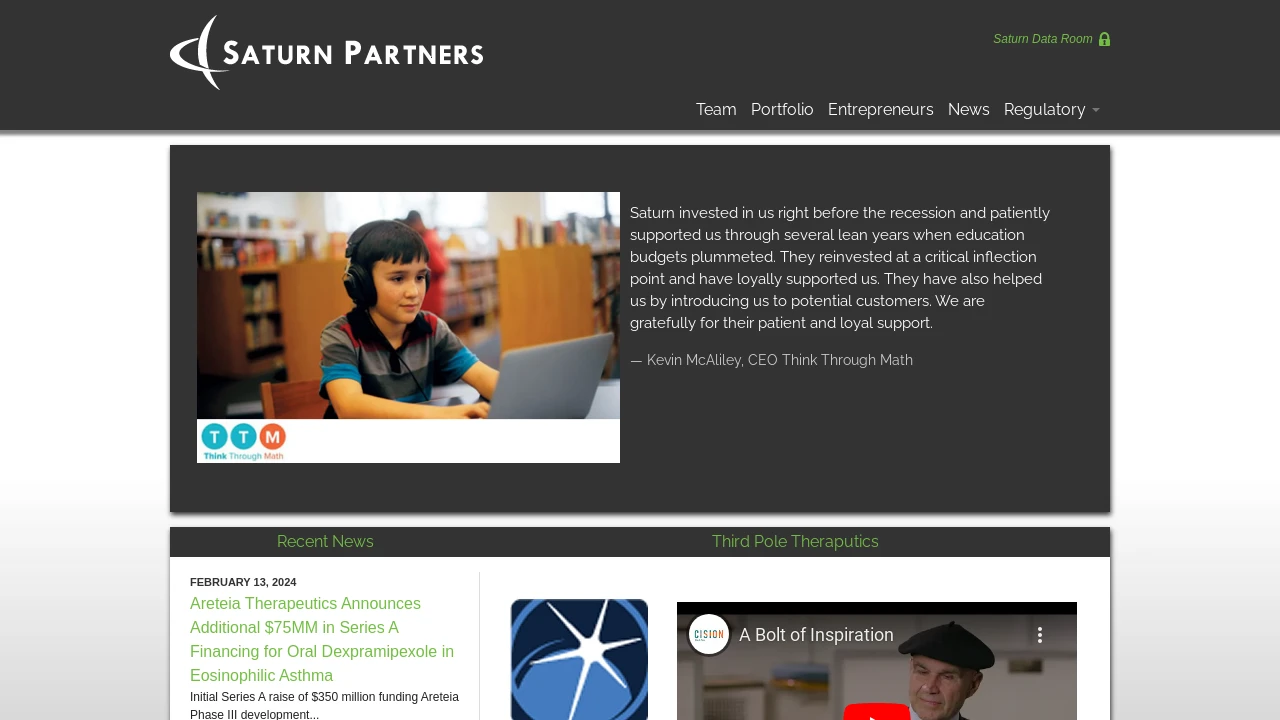 SATURN PARTNERS
Saturn Data Room
Team Portfolio Entrepreneurs News Regulatory
Saturn invested in us right before the recession and patiently
supported us through several lean years when education
budgets plummeted. They reinvested at a critical inflection
point and have loyally supported us. They have also helped
us by introducing us to potential customers. We are
gratefully for their patient and loyal support.
— Kevin McAliley, CEO Think Through Math
T T M
Think Through Math
Recent News
Third Pole Theraputics
FEBRUARY 13, 2024
Areteia Therapeutics Announces
Additional $75MM in Series A
Financing for Oral Dexpramipexole in
Eosinophilic Asthma
Initial Series A raise of $350 million funding Areteia
Phase III development...
CISION
A Bolt of Inspiration